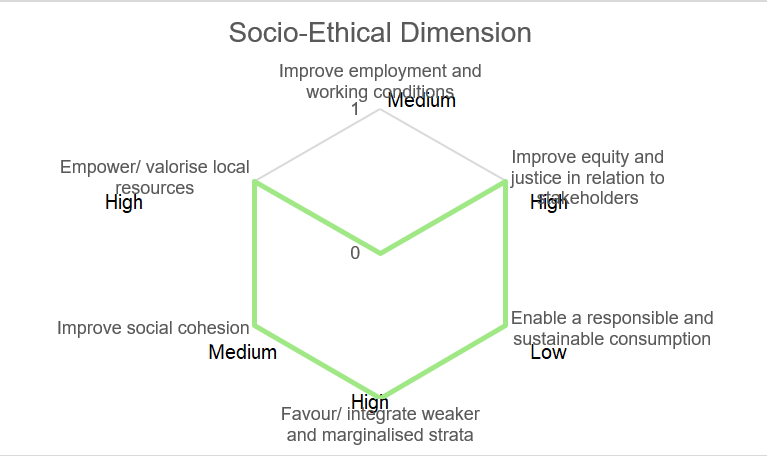 Socio-Ethical Dimension
Improve employment and
working conditions
Medium
1
Empower/ valorise local
resources
High
Improve equity and
justice in relation to
stakeholders
High
0
Improve social cohesion
Medium
Enable a responsible and
sustainable consumption
Low
High
Favour/ integrate weaker
and marginalised strata